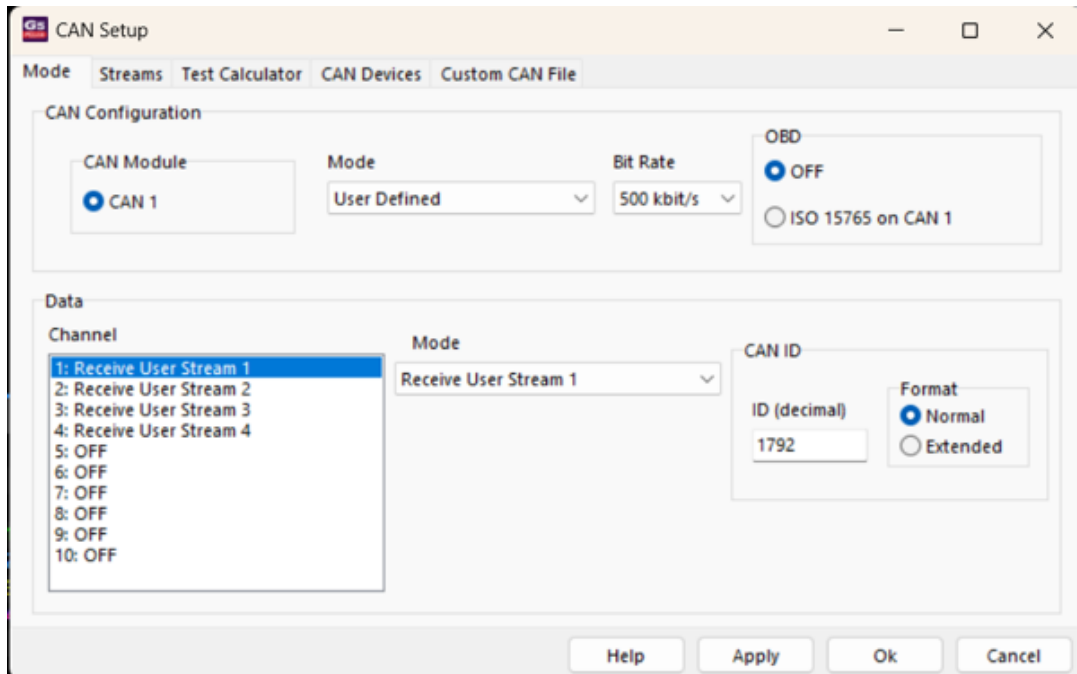 GS
CAN Setup
Mode Streams Test Calculator CAN Devices Custom CAN File
CAN Configuration
CAN Module
CAN 1
Mode
User Defined
Bit Rate
500 kbit/s
OBD
OFF
ISO 15765 on CAN 1
Data
Channel
1: Receive User Stream 1
2: Receive User Stream 2
3: Receive User Stream 3
4: Receive User Stream 4
5: OFF
6: OFF
7: OFF
8: OFF
9: OFF
10: OFF
Mode
Receive User Stream 1
CAN ID
ID (decimal)
1792
Format
Normal
Extended
Help Apply Ok Cancel